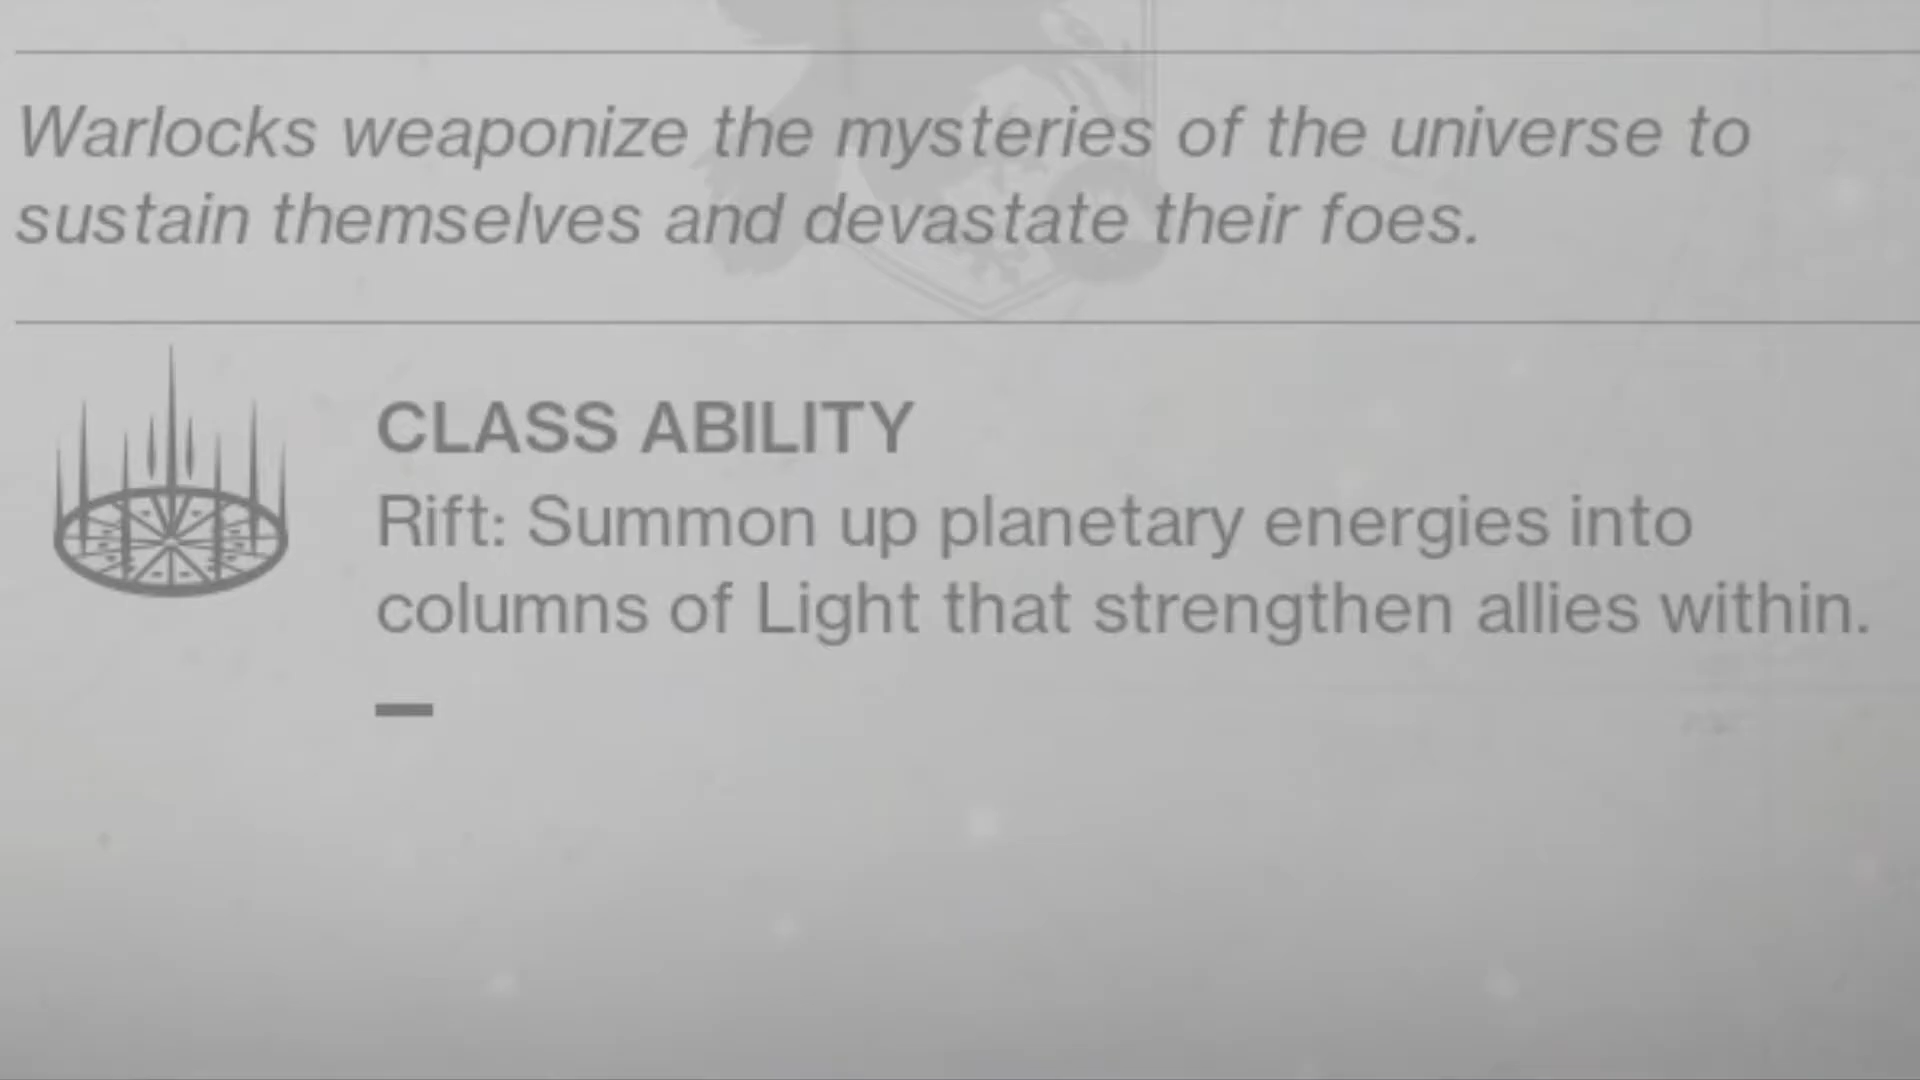 Warlocks weaponize the mysteries of the universe to
sustain themselves and devastate their foes.
CLASS ABILITY
Rift: Summon up planetary energies into
columns of Light that strengthen allies within.